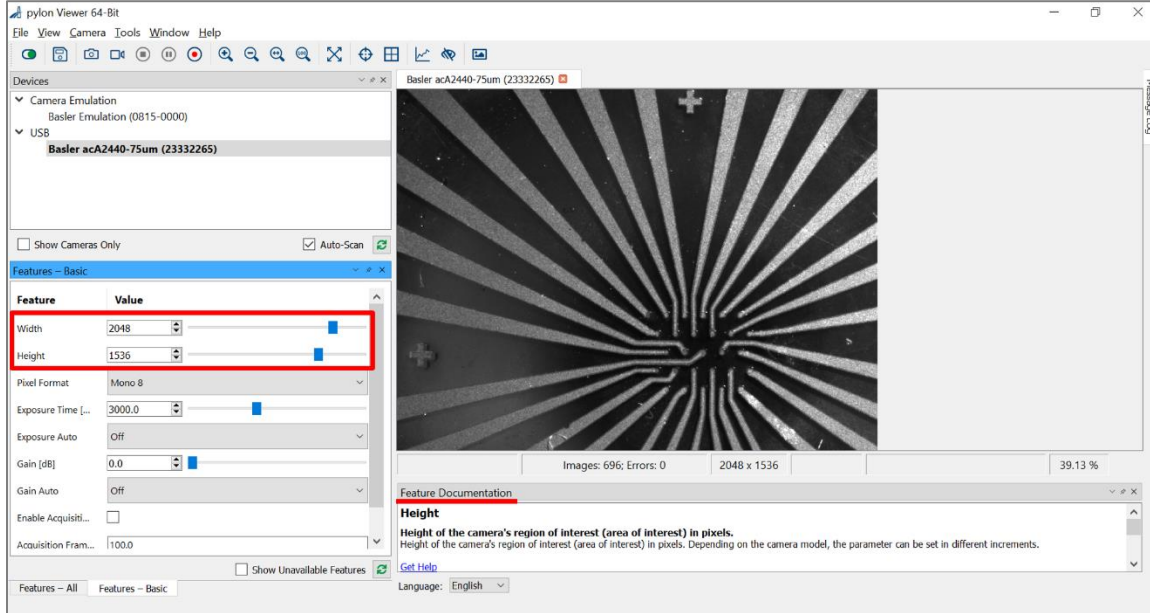 pylon Viewer 64-Bit
File View Camera Tools Window Help
Devices
Camera Emulation
Basler Emulation (0815-0000)
USB
Basler acA2440-75um (23332265)
Show Cameras Only
Auto-Scan
Features – Basic
Feature Value
Width 2048
Height 1536
Pixel Format Mono 8
Exposure Time [... 3000.0
Exposure Auto Off
Gain [dB] 0.0
Gain Auto Off
Enable Acquisiti...
Acquisition Fram... 100.0
Show Unavailable Features
Features – All Features – Basic
Basler acA2440-75um (23332265)
Message Log
Images: 696; Errors: 0 2048 x 1536 39.13 %
Feature Documentation
Height
Height of the camera's region of interest (area of interest) in pixels.
Height of the camera's region of interest (area of interest) in pixels. Depending on the camera model, the parameter can be set in different increments.
Get Help
Language: English